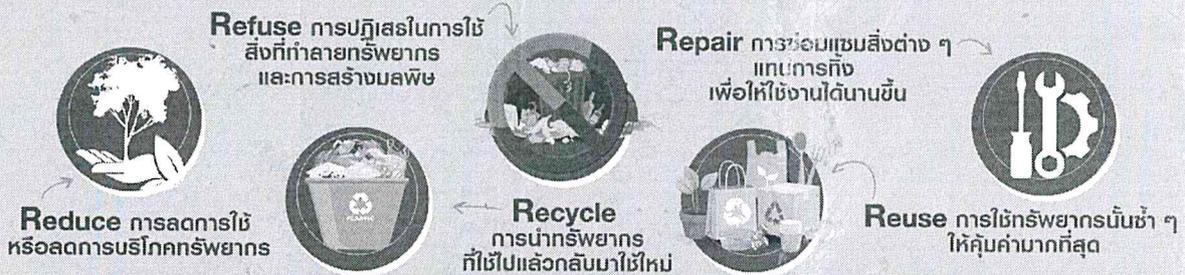 Refuse การปฏิเสธในการใช้
สิ่งที่ทำลายทรัพยากร
และการสร้างมลพิษ
Repair การซ่อมแซมสิ่งต่าง ๆ
แทนการทิ้ง
เพื่อให้ใช้งานได้นานขึ้น
Reduce การลดการใช้
หรือลดการบริโภคทรัพยากร
PLASTIC
Recycle
การนำทรัพยากร
ที่ใช้ไปแล้วกลับมาใช้ใหม่
Reuse การใช้ทรัพยากรนั้นซ้ำ ๆ
ให้คุ้มค่ามากที่สุด